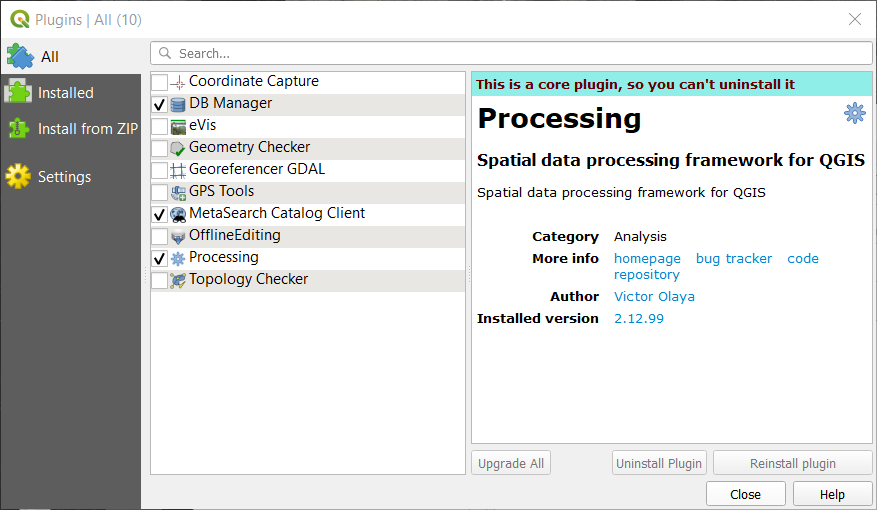 Plugins | All (10)
All
Installed
Install from ZIP
Settings
Search...
Coordinate Capture
DB Manager
eVis
Geometry Checker
Georeferencer GDAL
GPS Tools
MetaSearch Catalog Client
OfflineEditing
Processing
Topology Checker
This is a core plugin, so you can't uninstall it
Processing
Spatial data processing framework for QGIS
Spatial data processing framework for QGIS
Category Analysis
More info homepage bug tracker code
repository
Author Victor Olaya
Installed version 2.12.99
Upgrade All Uninstall Plugin Reinstall plugin
Close Help